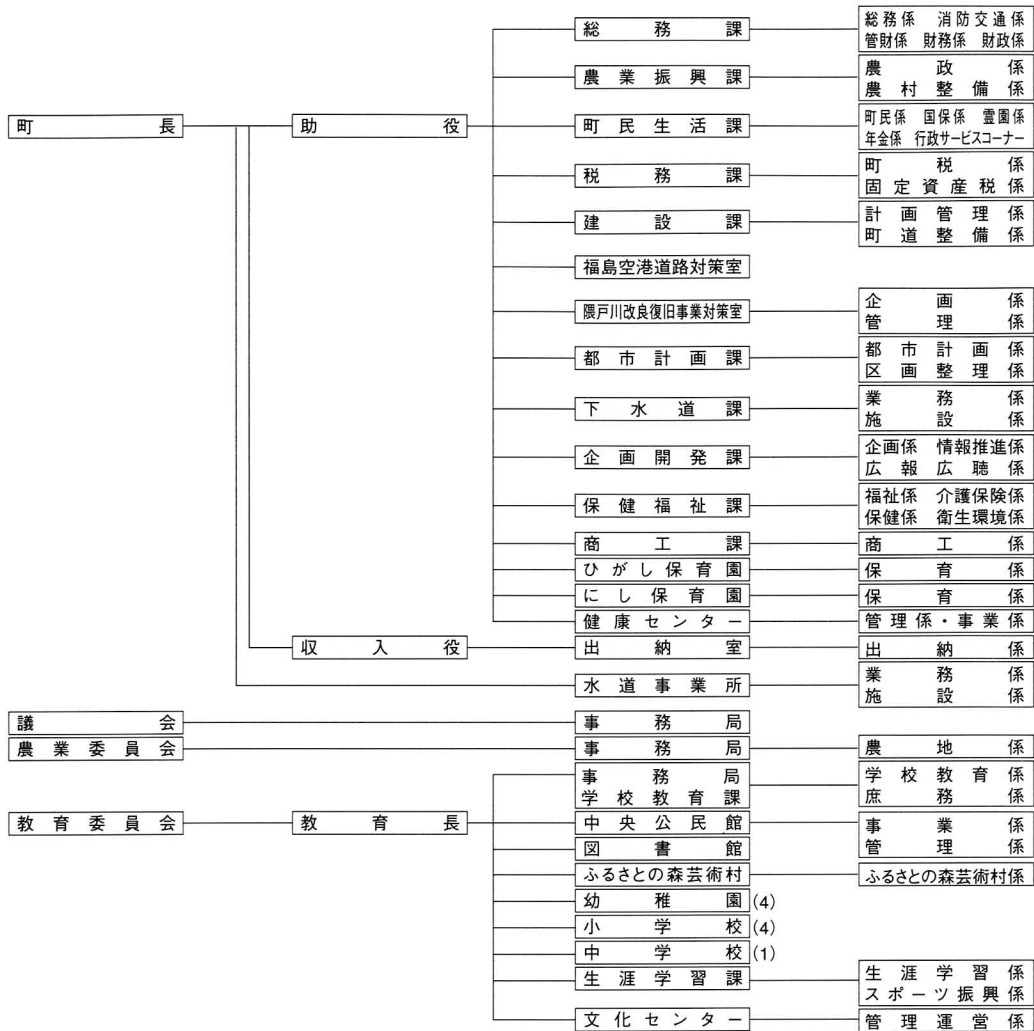 総務課
総務係 消防交通係
管財係 財務係 財政係
農業振興課
農政係
農村整備係
町長
助役
町民生活課
町民係 国保係 霊園係
年金係 行政サービスコーナー
税務課
町税係
固定資産税係
建設課
計画管理係
町道整備係
福島空港道路対策室
隈戸川改良復旧事業対策室
企画係
管理係
都市計画課
都市計画係
区画整理係
下水道課
業務係
施設係
企画開発課
企画係 情報推進係
広報広聴係
保健福祉課
福祉係 介護保険係
保健係 衛生環境係
商工課
商工係
ひがし保育園
保育係
にし保育園
保育係
健康センター
管理係・事業係
収入役
出納室
出納係
水道事業所
業務係
施設係
議会
事務局
農業委員会
事務局
農地係
事務局
学校教育課
学校教育係
庶務係
教育委員会
教育長
中央公民館
事業係
管理係
図書館
ふるさとの森芸術村
ふるさとの森芸術村係
幼稚園(4)
小学校(4)
中学校(1)
生涯学習課
生涯学習係
スポーツ振興係
文化センター
管理運営係